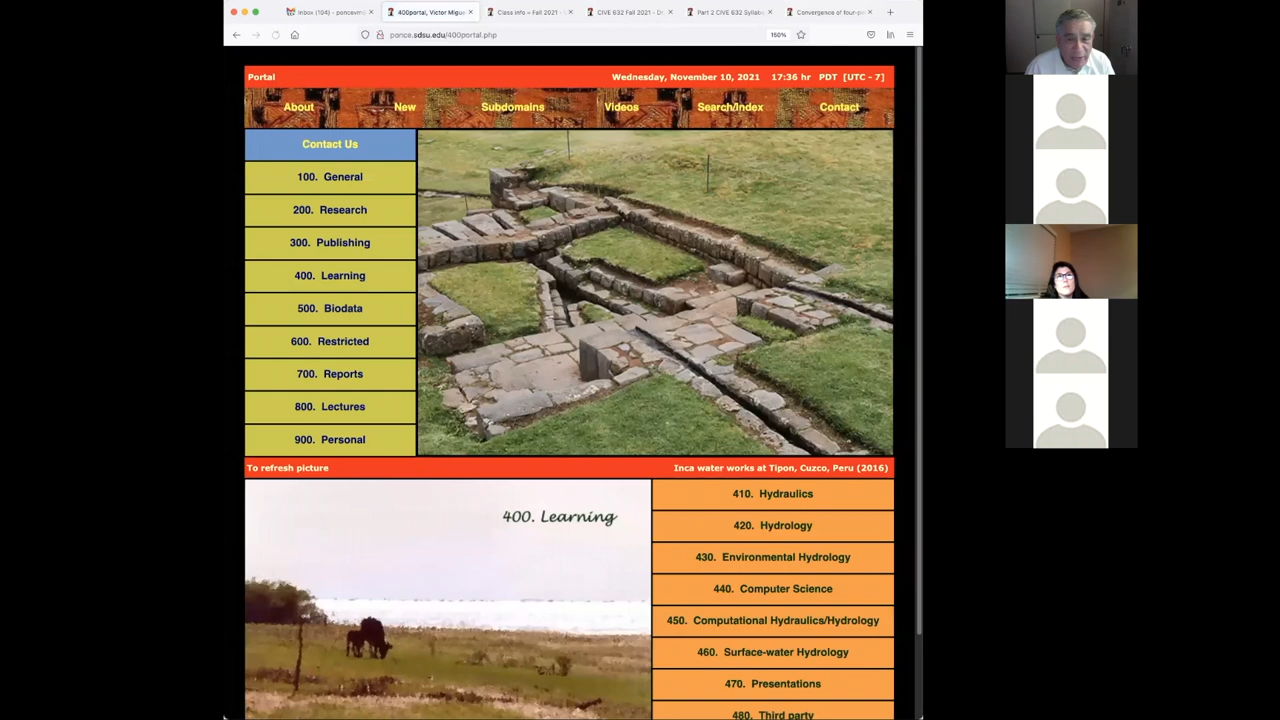 Inbox (104) – poncevm
400portal, Victor Migue
Class info = Fall 2021 -
CIVE 632 Fall 2021 - D
Part 2 CIVE 632 Syllab
Convergence of four-p
ponce.sdsu.edu/400portal.php
150%
Portal
Wednesday, November 10, 2021 17:36 hr PDT [UTC - 7]
About
New
Subdomains
Videos
Search/Index
Contact
Contact Us
100. General
200. Research
300. Publishing
400. Learning
500. Biodata
600. Restricted
700. Reports
800. Lectures
900. Personal
To refresh picture
Inca water works at Tipon, Cuzco, Peru (2016)
400. Learning
410. Hydraulics
420. Hydrology
430. Environmental Hydrology
440. Computer Science
450. Computational Hydraulics/Hydrology
460. Surface-water Hydrology
470. Presentations
480. Third party